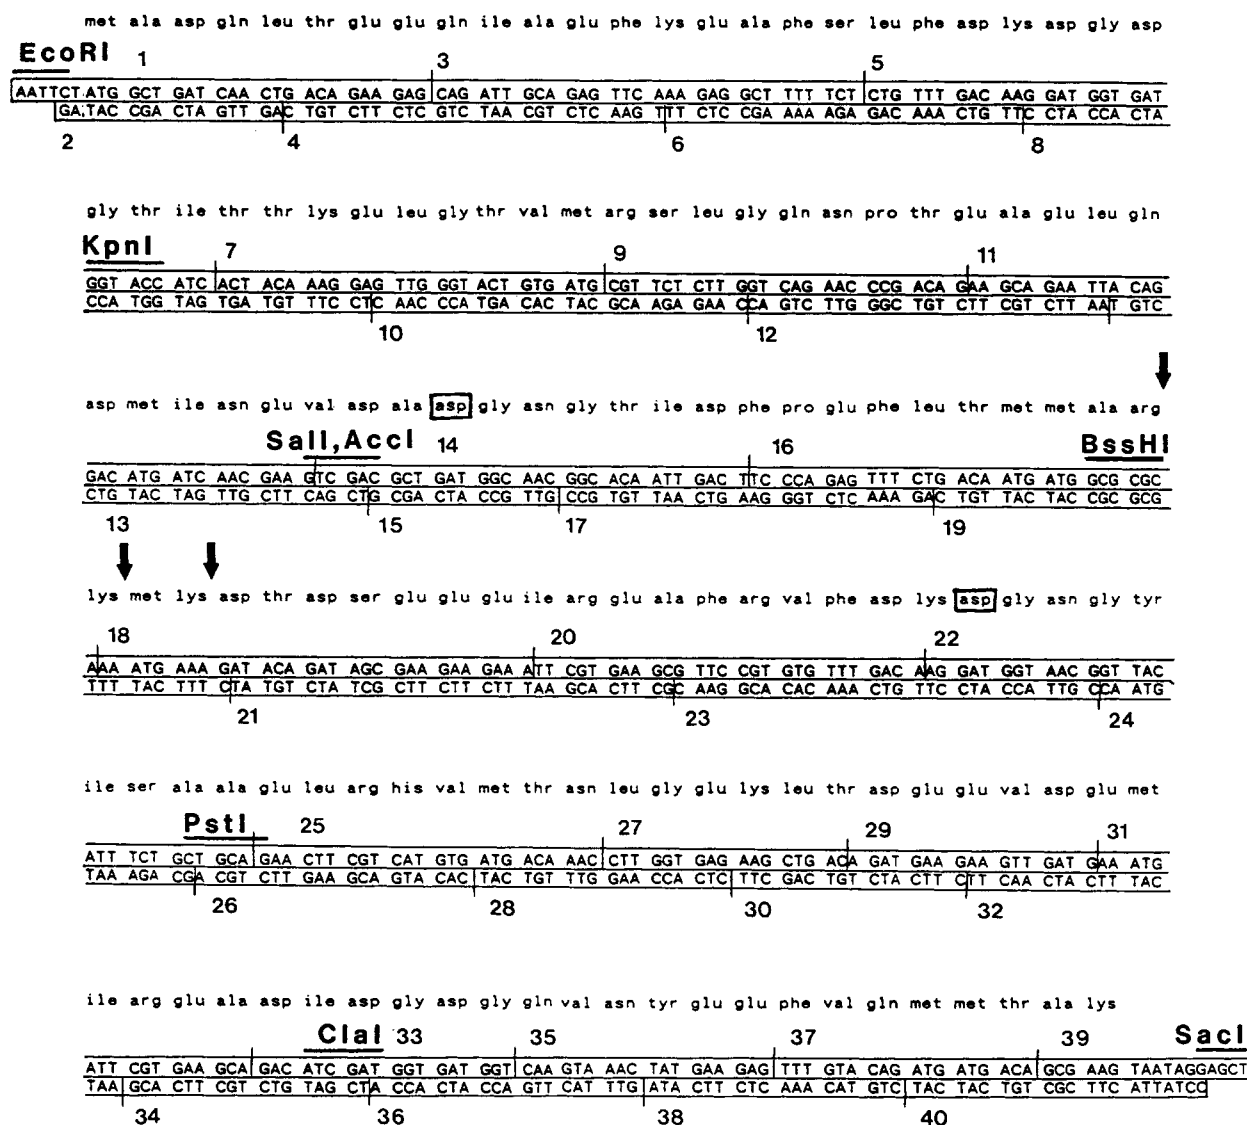 met ala asp gln leu thr glu glu gln ile ala glu phe lys glu ala phe ser leu phe asp lys asp gly asp
EcoRI 1 3 5
AATTCT ATG GCT GAT CAA CTG ACA GAA GAG CAG ATT GCA GAG TTC AAA GAG GCT TTT TCT CTG TTT GAC AAG GAT GGT GAT
GA.TAC CGA CTA GTT GAC TGT CTT CTC GTC TAA CGT CTC AAG TTT CTC CGA AAA AGA GAC AAA CTG TTC CTA CCA CTA
2 4 6 8
gly thr ile thr thr lys glu leu gly thr val met arg ser leu gly gln asn pro thr glu ala glu leu gln
KpnI 7 9 11
GGT ACC ATC ACT ACA AAG GAG TTG GGT ACT GTG ATG CGT TCT CTT GGT CAG AAC CCG ACA GAA GCA GAA TTA CAG
CCA TGG TAG TGA TGT TTC CTC AAC CCA TGA CAC TAC GCA AGA GAA CCA GTC TTG GGC TGT CTT CGT CTT AAT GTC
10 12
asp met ile asn glu val asp ala asp gly asn gly thr ile asp phe pro glu phe leu thr met met ala arg
SalI,AccI 14 16 BssHI
GAC ATG ATC AAC GAA GTC GAC GCT GAT GGC AAC GGC ACA ATT GAC TTC CCA GAG TTT CTG ACA ATG ATG GCG CGC
CTG TAC TAG TTG CTT CAG CTG CGA CTA CCG TTG CCG TGT TAA CTG AAG GGT CTC AAA GAC TGT TAC TAC CGC GCG
13 15 17 19
lys met lys asp thr asp ser glu glu glu ile arg glu ala phe arg val phe asp lys asp gly asn gly tyr
18 20 22
AAA ATG AAA GAT ACA GAT AGC GAA GAA GAA ATT CGT GAA GCG TTC CGT GTG TTT GAC AAG GAT GGT AAC GGT TAC
TTT TAC TTT CTA TGT CTA TCG CTT CTT CTT TAA GCA CTT CGC AAG GCA CAC AAA CTG TTC CTA CCA TTG CCA ATG
21 23 24
ile ser ala ala glu leu arg his val met thr asn leu gly glu lys leu thr asp glu glu val asp glu met
PstI 25 27 29 31
ATT TCT GCT GCA GAA CTT CGT CAT GTG ATG ACA AAC CTT GGT GAG AAG CTG ACA GAT GAA GAA GTT GAT GAA ATG
TAA AGA CGA CGT CTT GAA GCA GTA CAC TAC TGT TTG GAA CCA CTC TTC GAC TGT CTA CTT CTT CAA CTA CTT TAC
26 28 30 32
ile arg glu ala asp ile asp gly asp gly gln val asn tyr glu glu phe val gln met met thr ala lys
ClaI 33 35 37 39 SacI
ATT CGT GAA GCA GAC ATC GAT GGT GAT GGT CAA GTA AAC TAT GAA GAG TTT GTA CAG ATG ATG ACA GCG AAG TAATAGGAGCT
TAA GCA CTT CGT CTG TAG CTA CCA CTA CCA GTT CAT TTG ATA CTT CTC AAA CAT GTC TAC TAC TGT CGC TTC ATTATCC
34 36 38 40